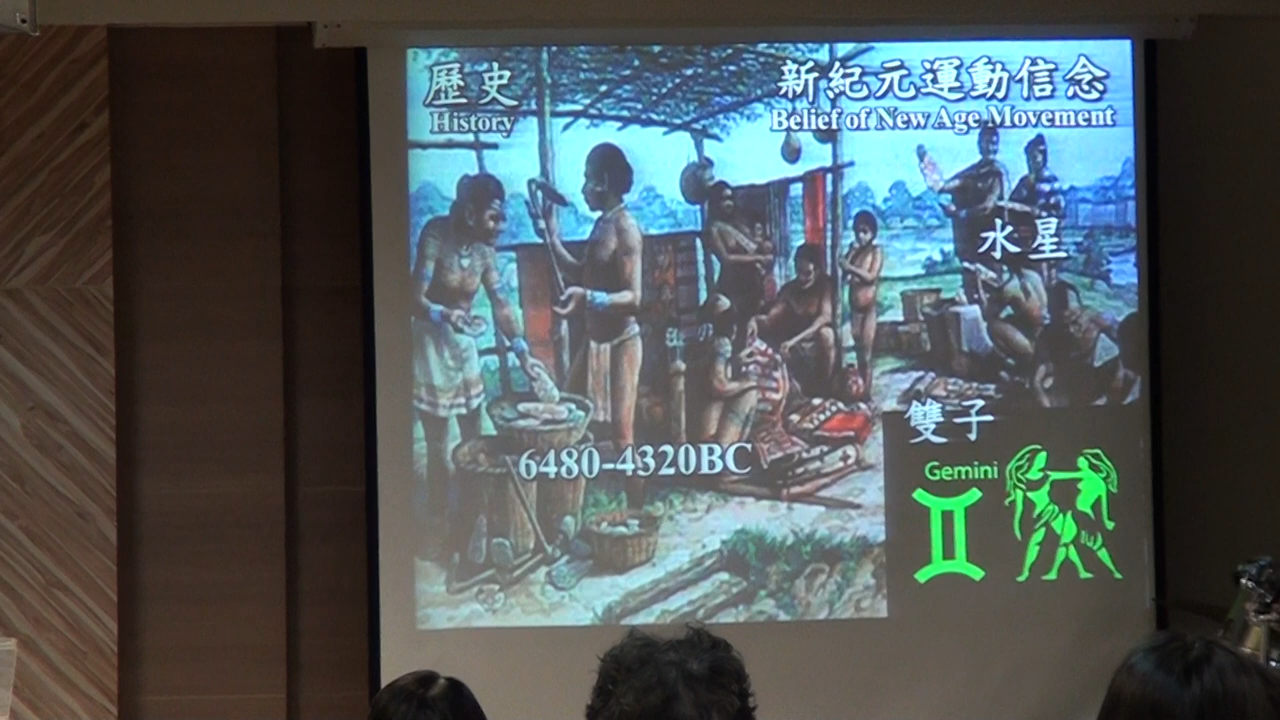 歷史
History
新紀元運動信念
Belief of New Age Movement
水星
6480-4320BC
雙子
Gemini